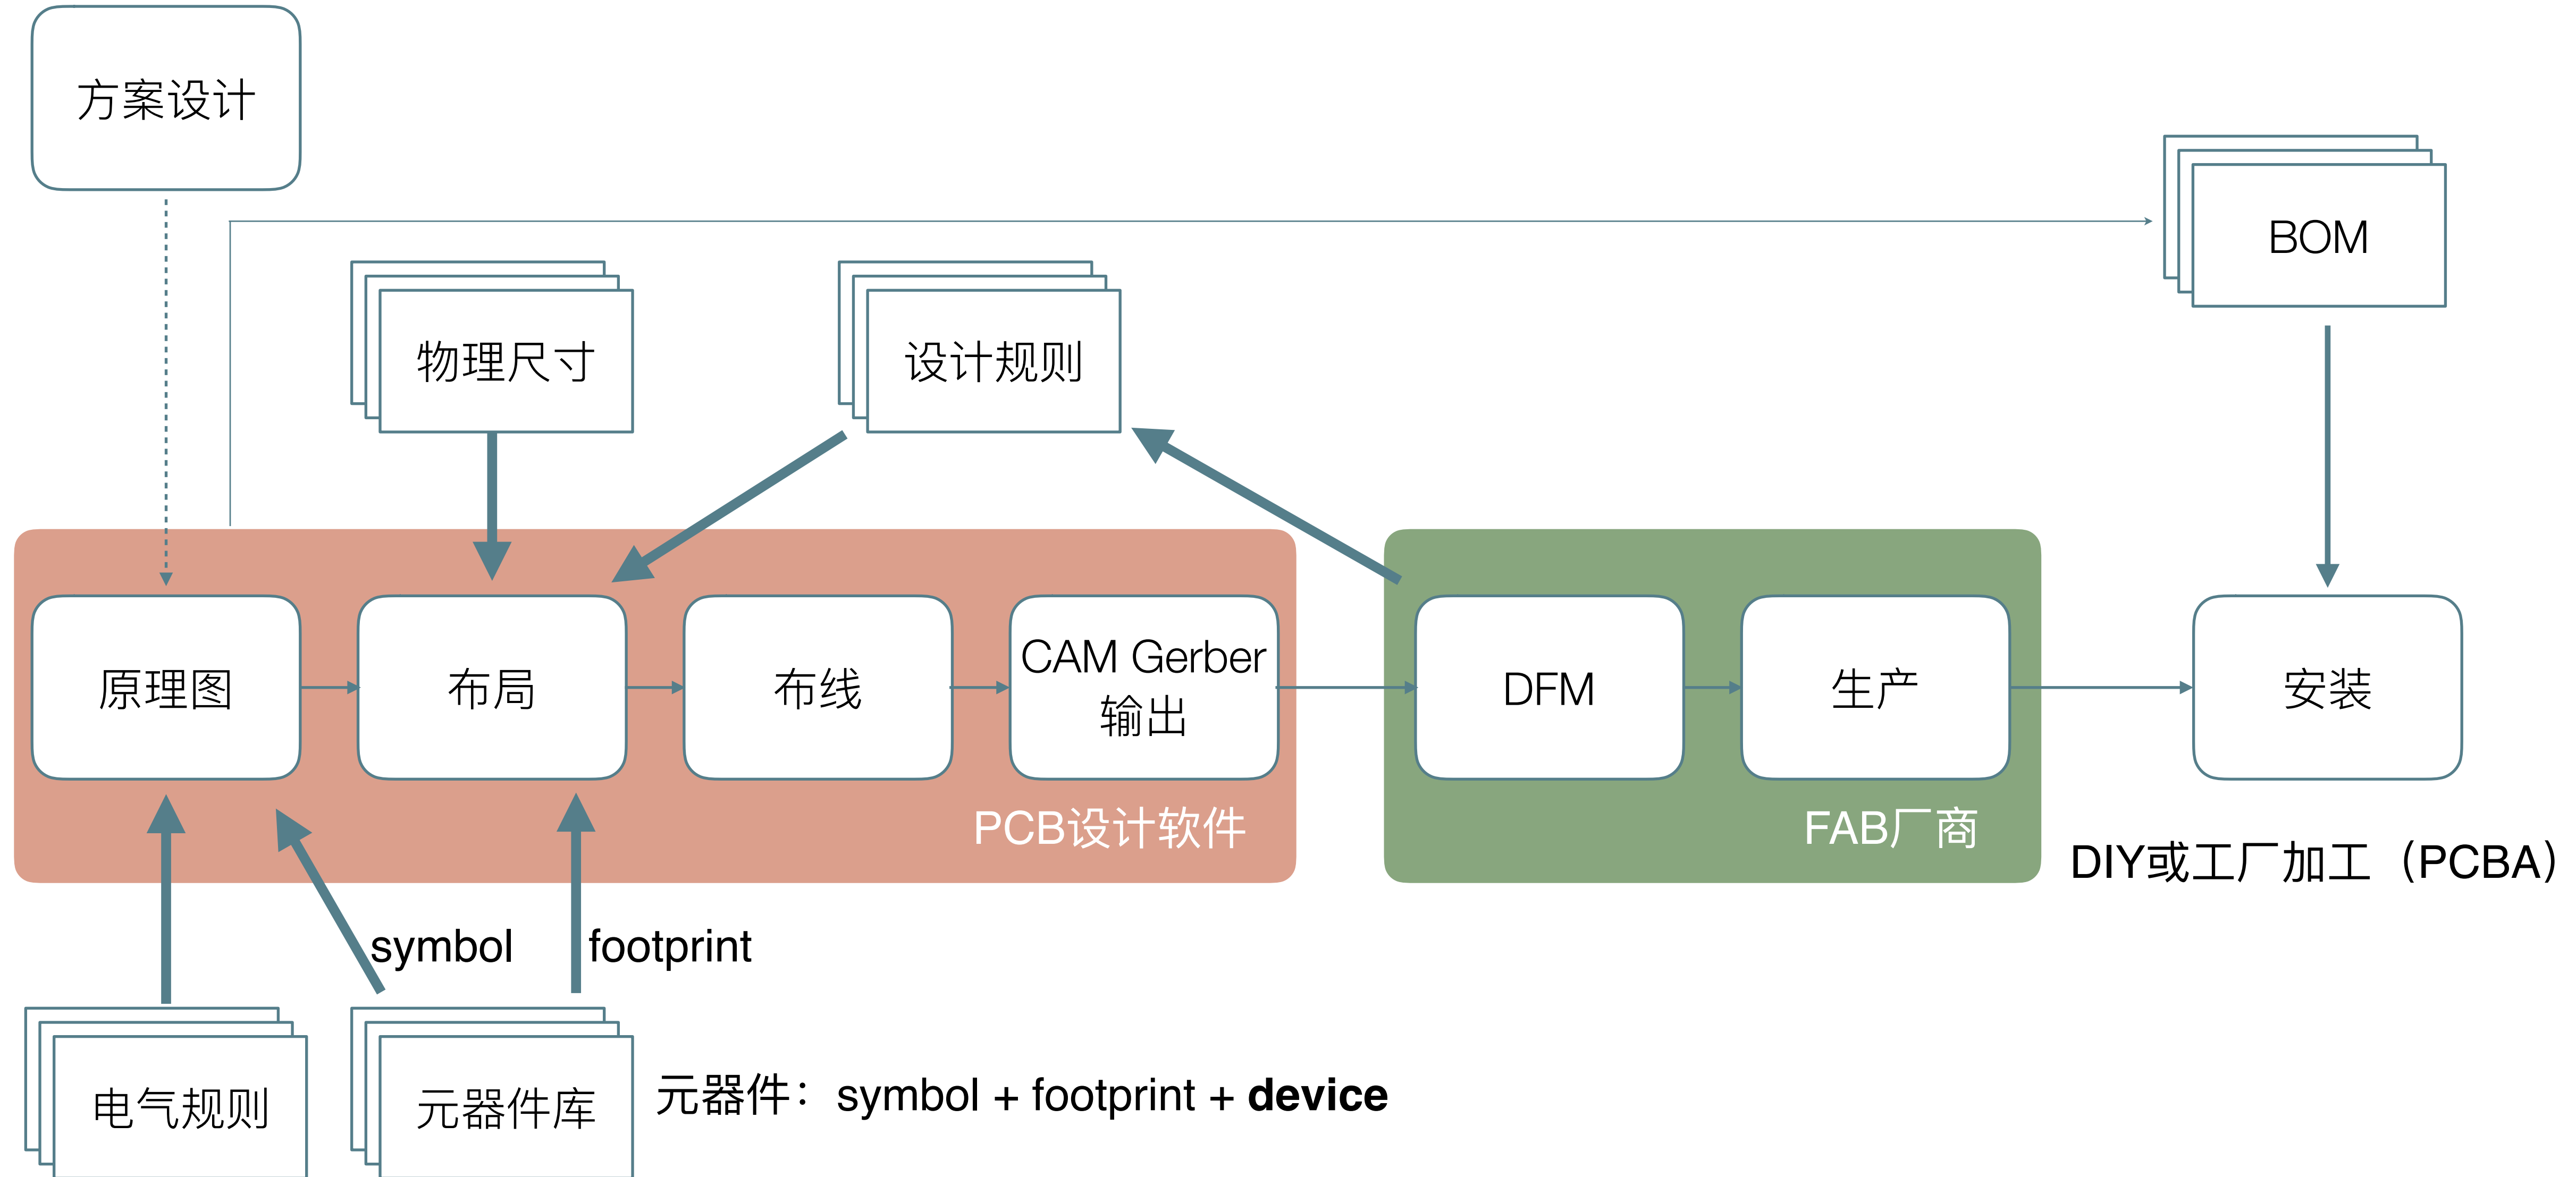 方案设计
BOM
物理尺寸
设计规则
原理图
布局
布线
CAM Gerber
输出
DFM
生产
安装
PCB设计软件
FAB厂商
DIY或工厂加工（PCBA）
symbol
footprint
电气规则
元器件库
元器件：symbol + footprint + device